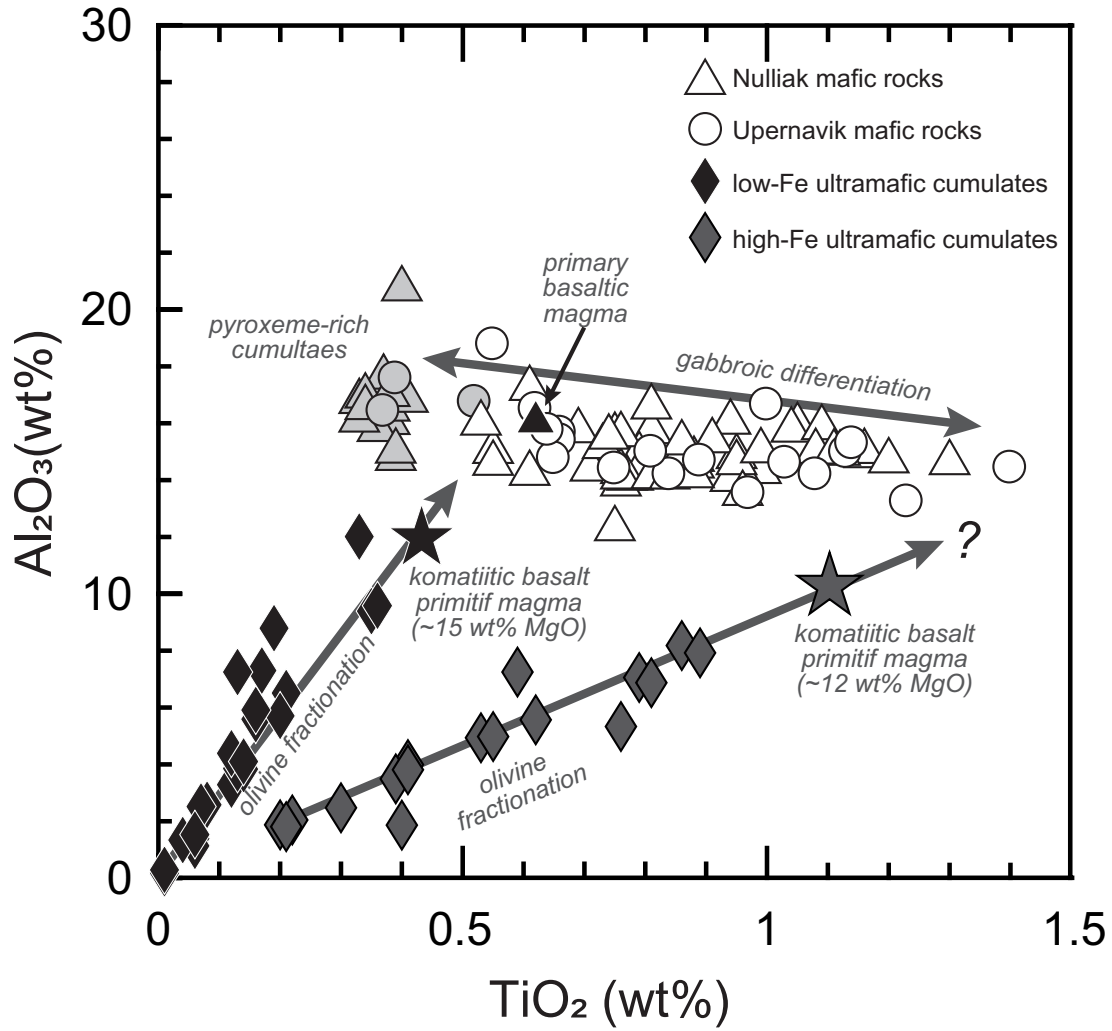 30
20
10
0
0
0.5
1
1.5
Al₂O₃(wt%)
TiO₂ (wt%)
Nulliak mafic rocks
Upernavik mafic rocks
low-Fe ultramafic cumulates
high-Fe ultramafic cumulates
primary
basaltic
magma
pyroxeme-rich
cumultaes
gabbroic differentiation
komatiitic basalt
primitif magma
(~15 wt% MgO)
olivine fractionation
?
komatiitic basalt
primitif magma
(~12 wt% MgO)
olivine
fractionation